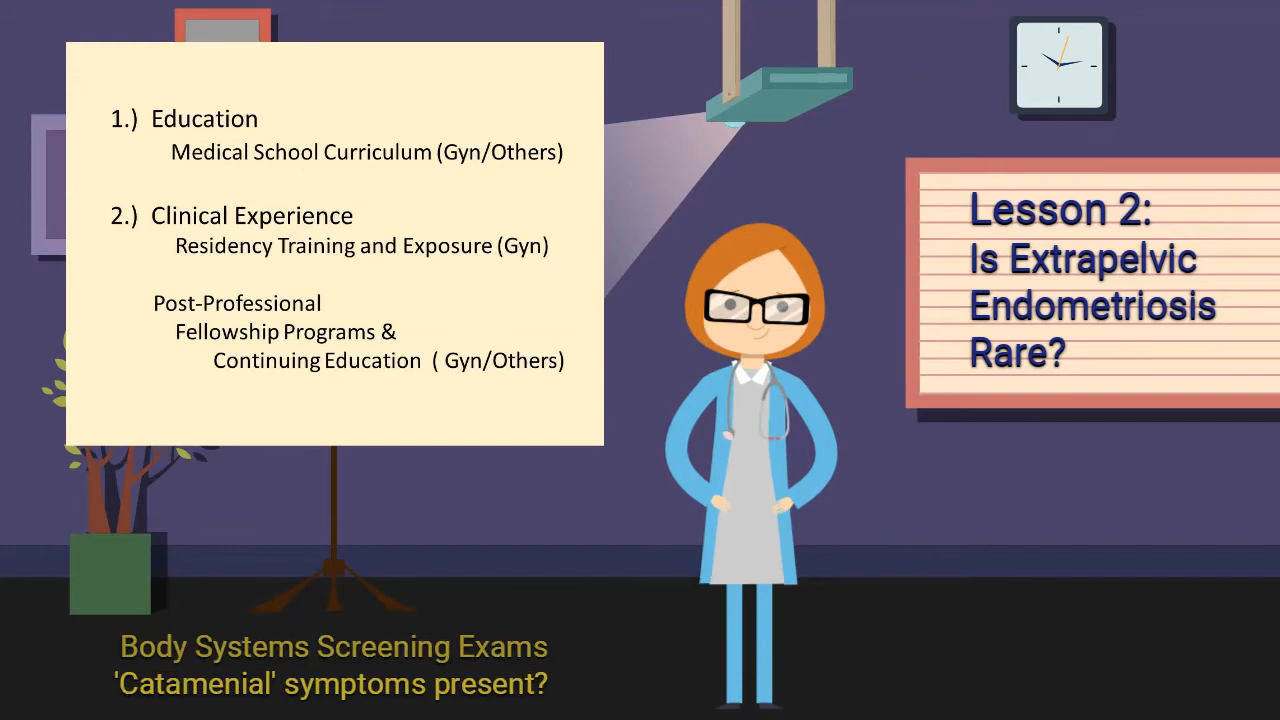 1.) Education
Medical School Curriculum (Gyn/Others)
2.) Clinical Experience
Residency Training and Exposure (Gyn)
Post-Professional
Fellowship Programs &
Continuing Education ( Gyn/Others)
Lesson 2:
Is Extrapelvic
Endometriosis
Rare?
Body Systems Screening Exams
'Catamenial' symptoms present?